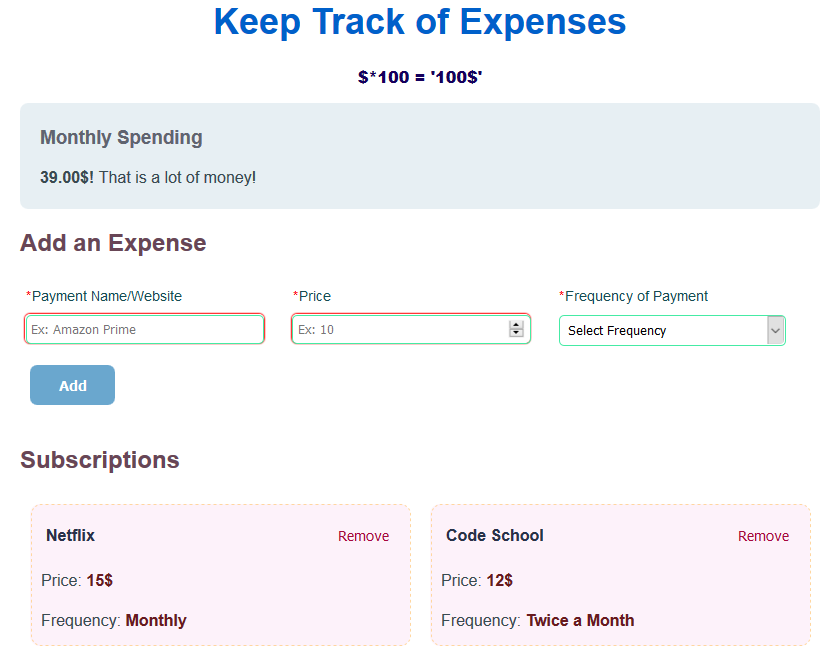 Keep Track of Expenses
$*100 = '100$'
Monthly Spending
39.00$! That is a lot of money!
Add an Expense
*Payment Name/Website *Price *Frequency of Payment
Ex: Amazon Prime Ex: 10 Select Frequency
Add
Subscriptions
Netflix Remove Code School Remove
Price: 15$ Price: 12$
Frequency: Monthly Frequency: Twice a Month